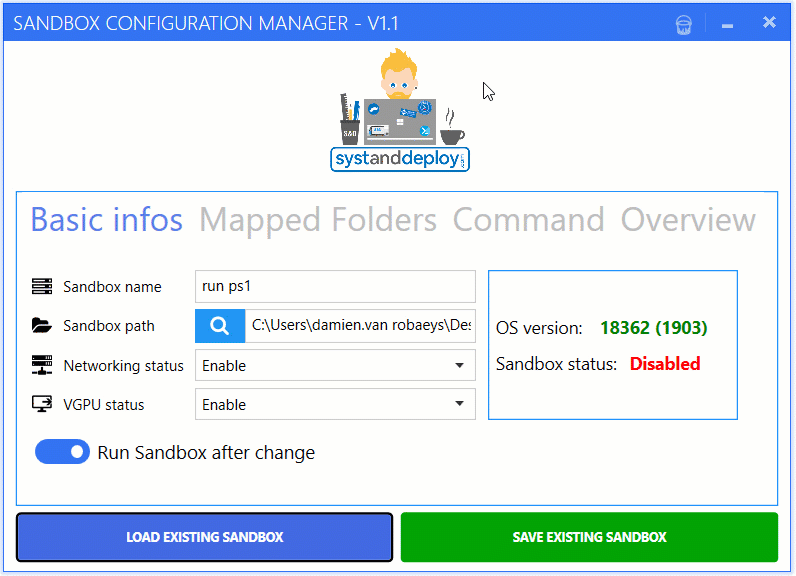 SANDBOX CONFIGURATION MANAGER - V1.1
S&D
systanddeploy
Basic infos Mapped Folders Command Overview
Sandbox name run ps1
Sandbox path C:\Users\damien.van robaeys\Des
Networking status Enable
VGPU status Enable
OS version: 18362 (1903)
Sandbox status: Disabled
Run Sandbox after change
LOAD EXISTING SANDBOX SAVE EXISTING SANDBOX